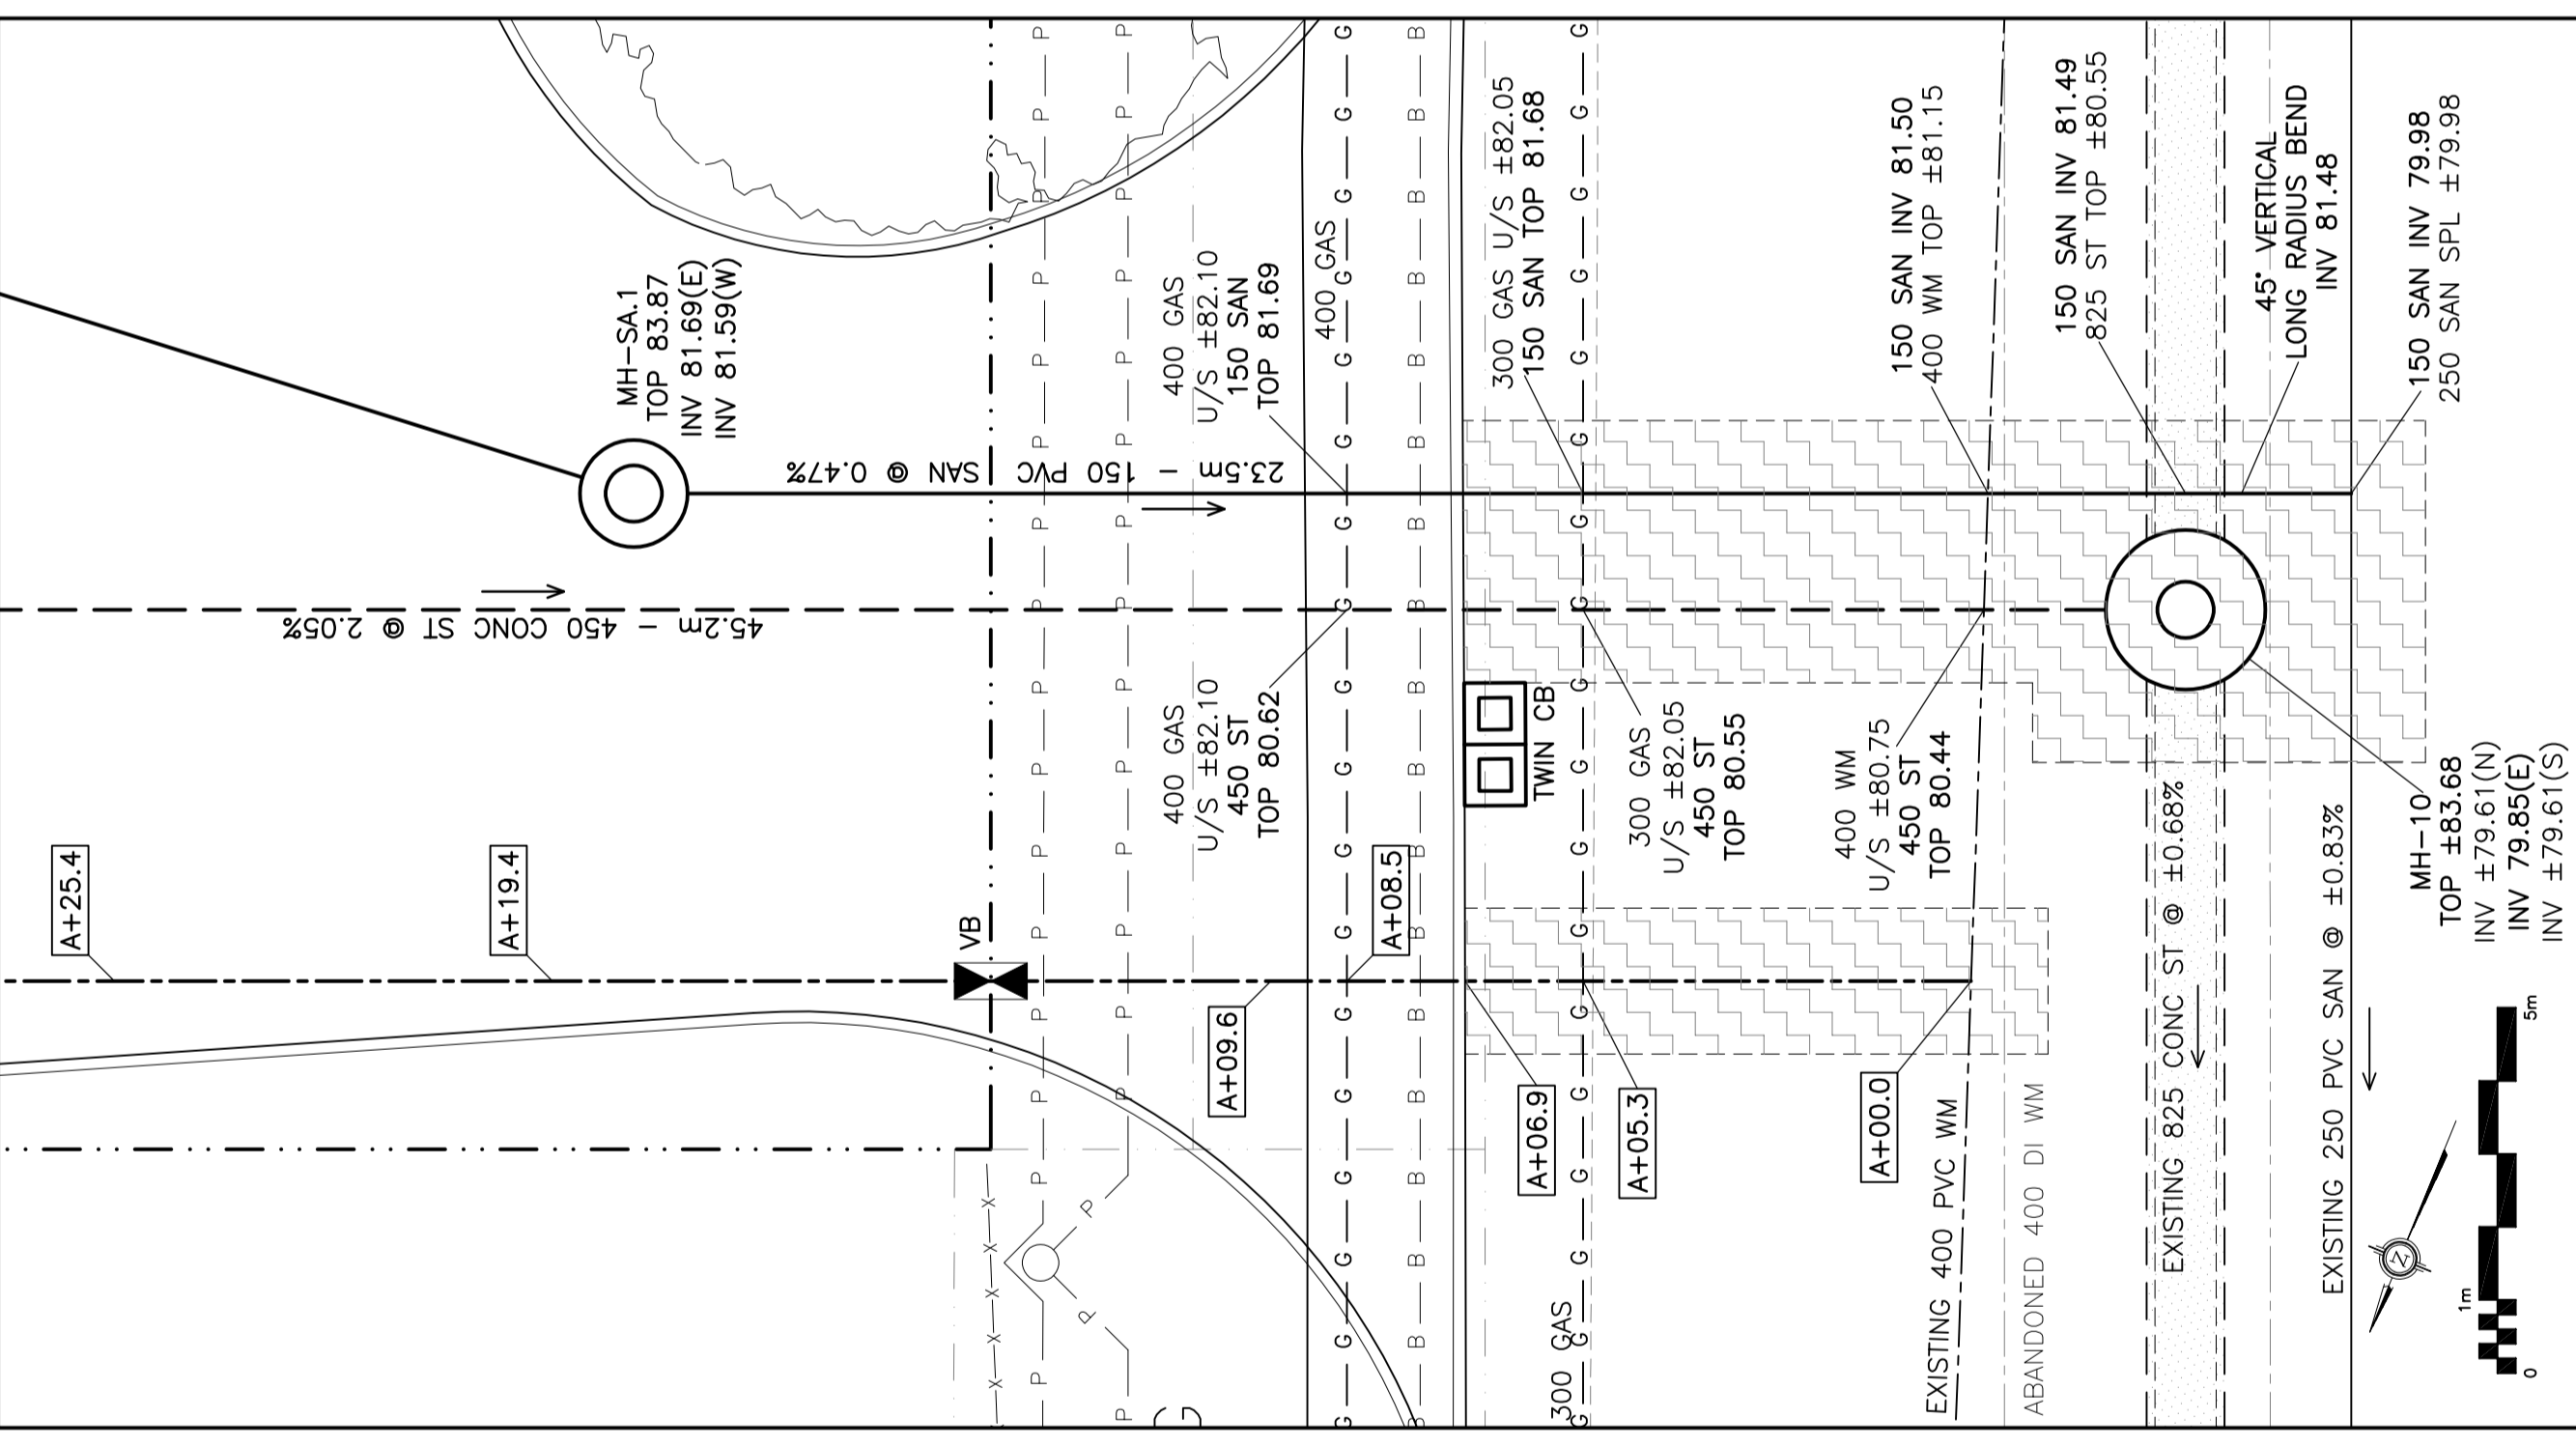 MH-SA.1
TOP 83.87
INV 81.69(E)
INV 81.59(W)
23.5m - 150 PVC SAN @ 0.47%
45.2m - 450 CONC ST @ 2.05%
400 GAS
U/S ±82.10
150 SAN
TOP 81.69
400 GAS
300 GAS U/S ±82.05
150 SAN TOP 81.68
150 SAN INV 81.50
400 WM TOP ±81.15
150 SAN INV 81.49
825 ST TOP ±80.55
45° VERTICAL
LONG RADIUS BEND
INV 81.48
150 SAN INV 79.98
250 SAN SPL ±79.98
400 GAS
U/S ±82.10
450 ST
TOP 80.62
TWIN CB
300 GAS
U/S ±82.05
450 ST
TOP 80.55
400 WM
U/S ±80.75
450 ST
TOP 80.44
MH-10
TOP ±83.68
INV ±79.61(N)
INV 79.85(E)
INV ±79.61(S)
A+25.4
A+19.4
VB
A+09.6
A+08.5
A+06.9
A+05.3
A+00.0
300 GAS
EXISTING 400 PVC WM
ABANDONED 400 DI WM
EXISTING 825 CONC ST @ ±0.68%
EXISTING 250 PVC SAN @ ±0.83%
P P P P P P P P P P P P P P P P
P P P P P P P P P P P P P P P P
P
P
G G G G G G G G G G G G G G G G G G
B B B B B B B B B B B B B B B B B B
G G G G G G G G G G G G G G G G G G
X X X X X
N
0
1m
5m